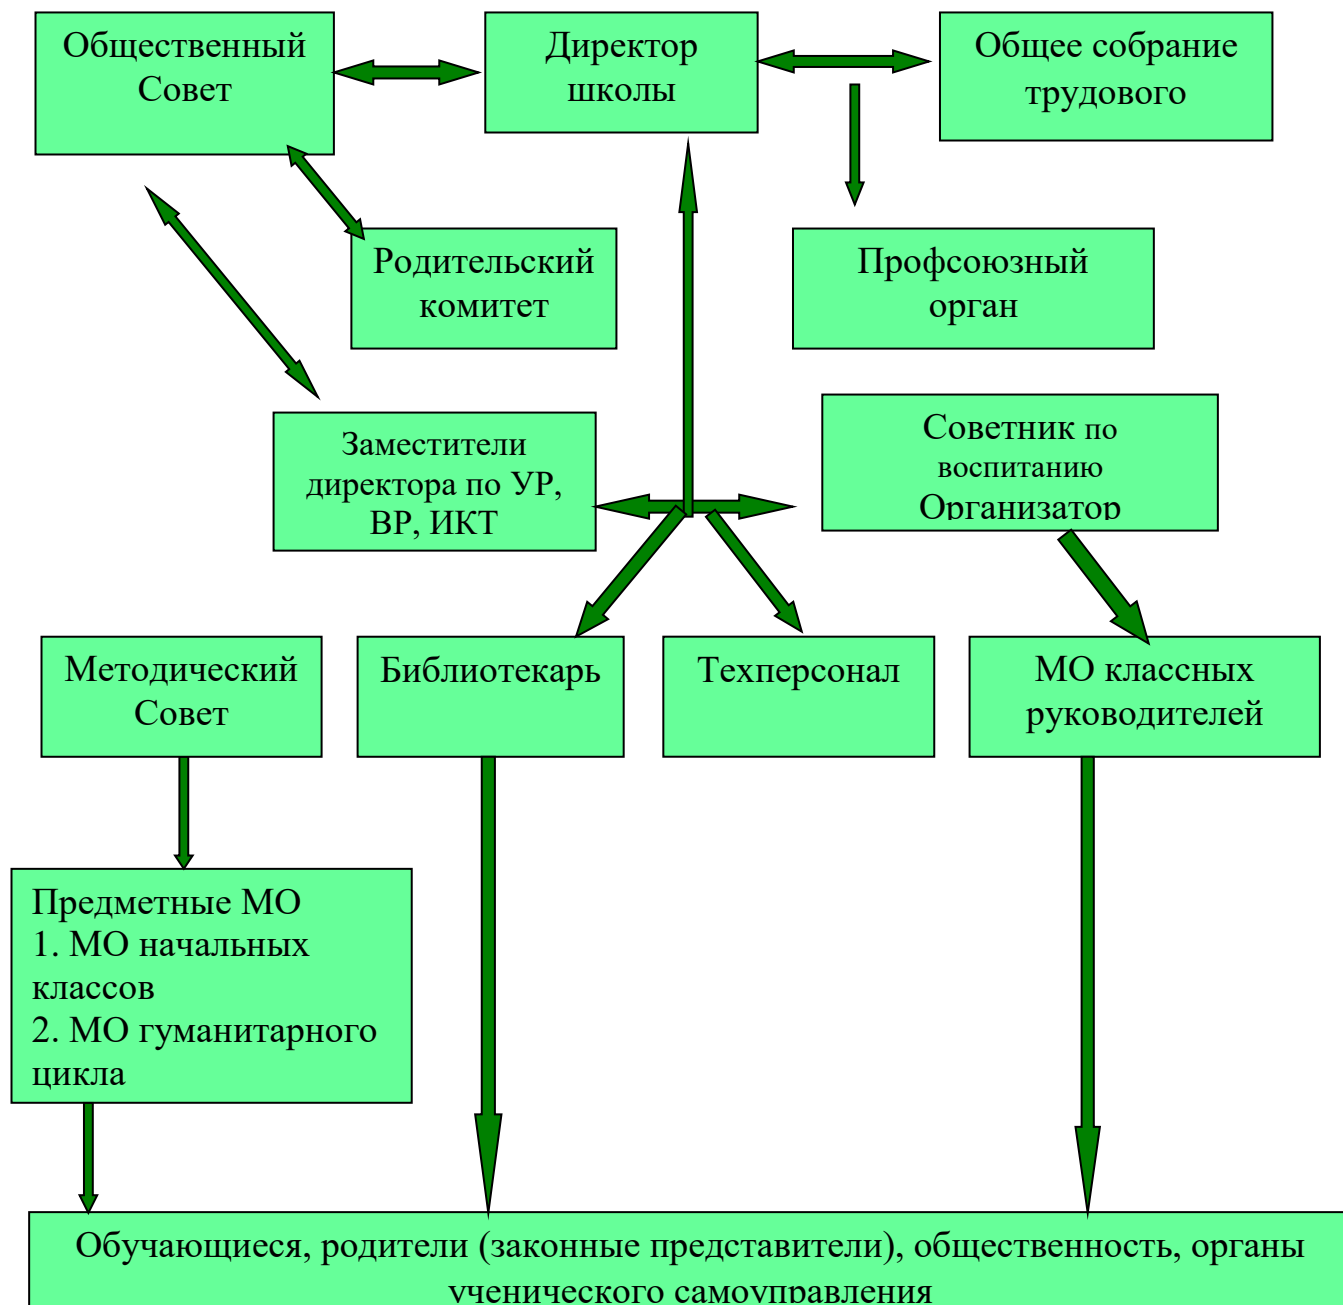 Общественный
Совет
Директор
школы
Общее собрание
трудового
Родительский
комитет
Профсоюзный
орган
Заместители
директора по УР,
ВР, ИКТ
Советник по
воспитанию
Организатор
Методический
Совет
Библиотекарь
Техперсонал
МО классных
руководителей
Предметные МО
1. МО начальных
классов
2. МО гуманитарного
цикла
Обучающиеся, родители (законные представители), общественность, органы
ученического самоуправления